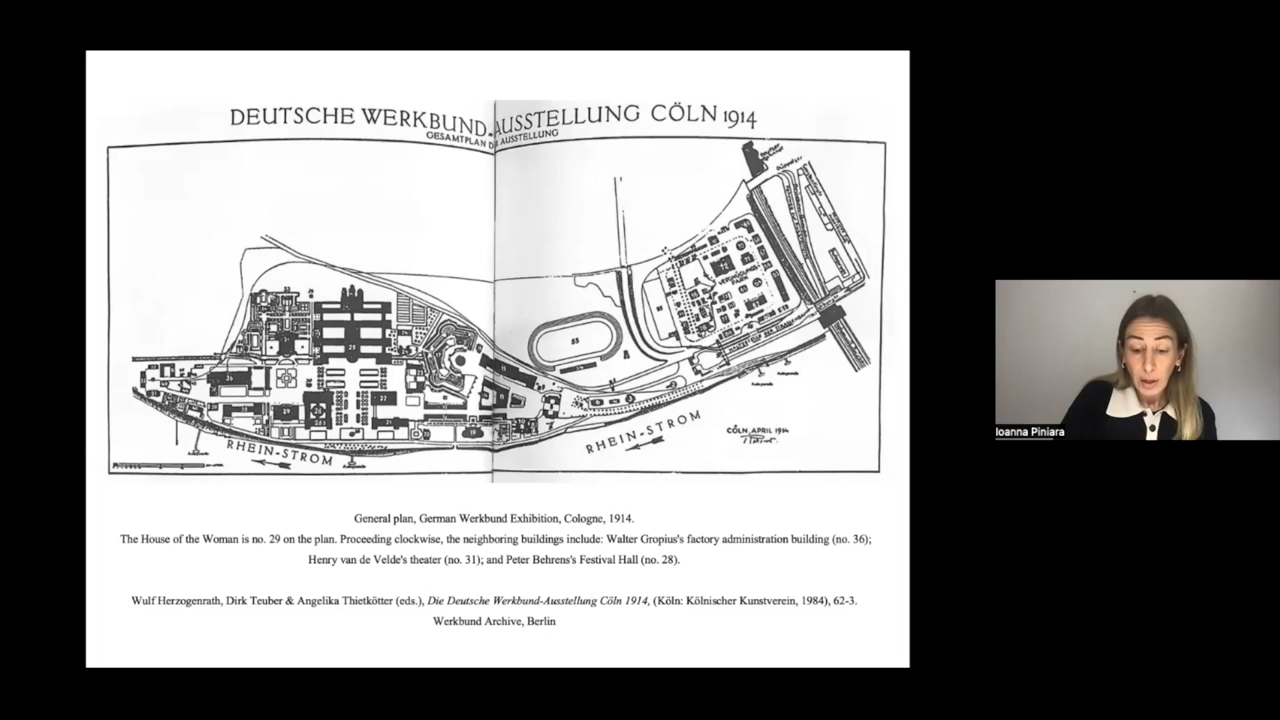 DEUTSCHE WERKBUND-AUSSTELLUNG CÖLN 1914
GESAMTPLAN DER AUSSTELLUNG
VERGNÜGUNGS
PARK
RHEIN-STROM
RHEIN-STROM
CÖLN, APRIL 1914
General plan, German Werkbund Exhibition, Cologne, 1914.
The House of the Woman is no. 29 on the plan. Proceeding clockwise, the neighboring buildings include: Walter Gropius's factory administration building (no. 36);
Henry van de Velde's theater (no. 31); and Peter Behrens's Festival Hall (no. 28).
Wulf Herzogenrath, Dirk Teuber & Angelika Thietkötter (eds.), Die Deutsche Werkbund-Ausstellung Cöln 1914, (Köln: Kölnischer Kunstverein, 1984), 62-3.
Werkbund Archive, Berlin
Ioanna Piniara